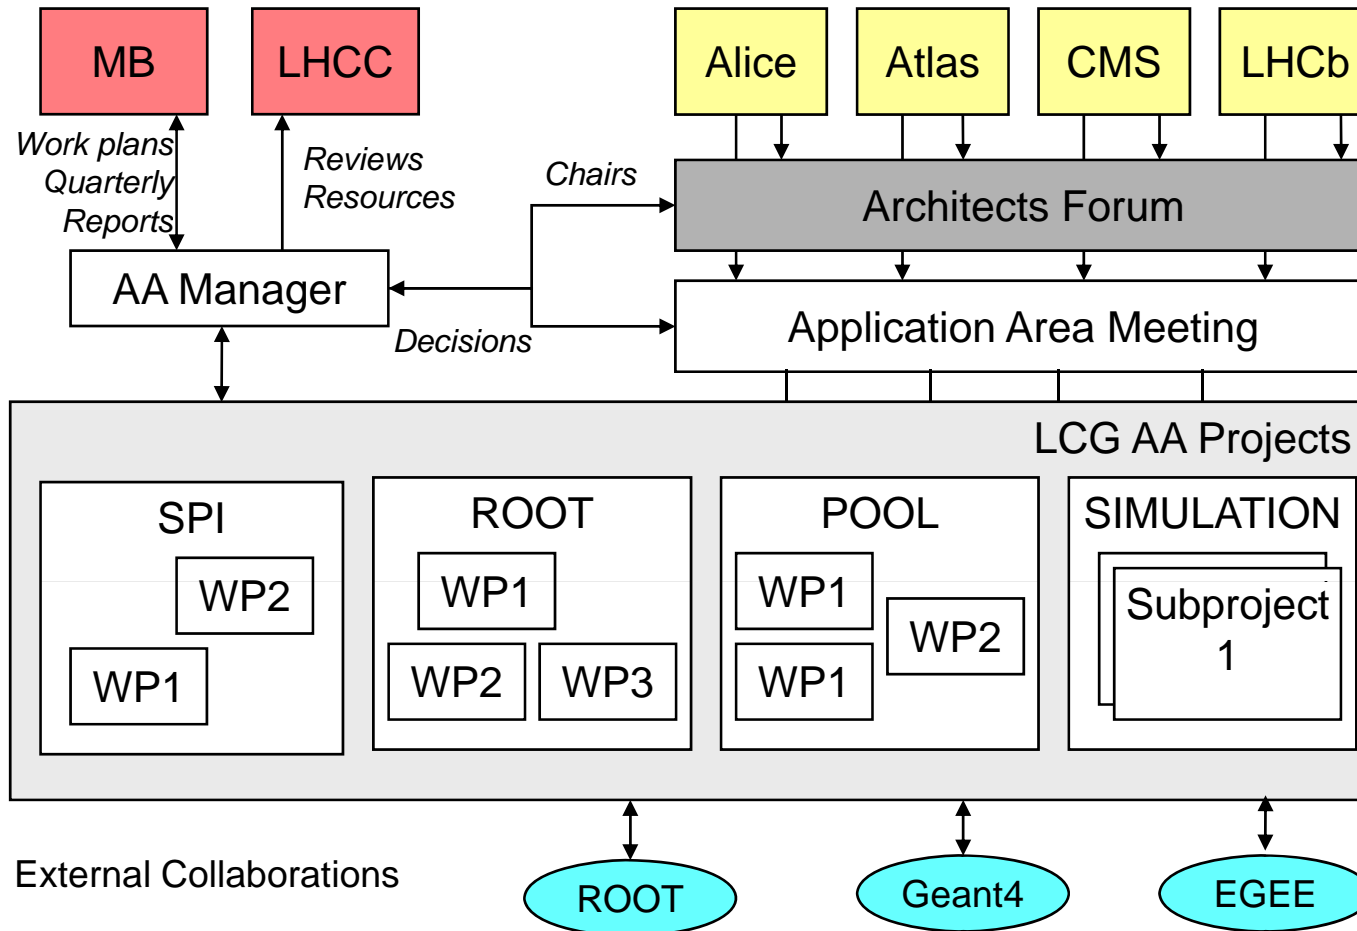 MB
LHCC
Alice
Atlas
CMS
LHCb
Work plans
Quarterly
Reports
Reviews
Resources
Chairs
Architects Forum
AA Manager
Decisions
Application Area Meeting
LCG AA Projects
SPI
WP2
WP1
ROOT
WP1
WP2
WP3
POOL
WP1
WP2
WP1
SIMULATION
Subproject
1
External Collaborations
ROOT
Geant4
EGEE